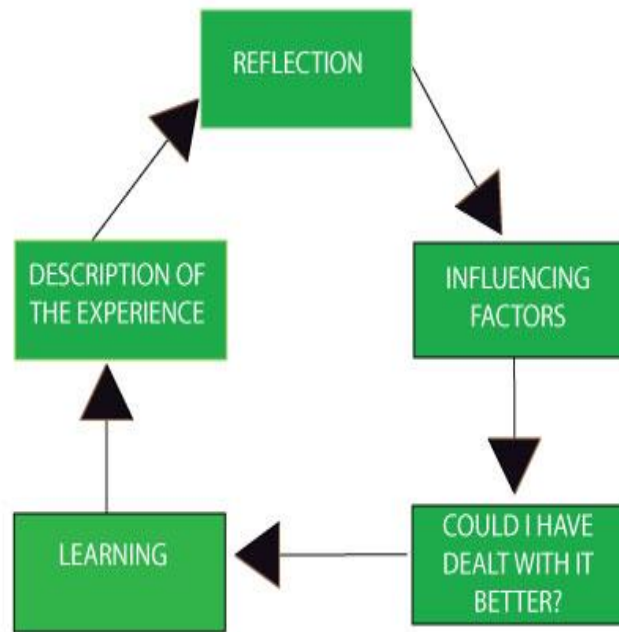 REFLECTION
INFLUENCING
FACTORS
COULD I HAVE
DEALT WITH IT
BETTER?
LEARNING
DESCRIPTION OF
THE EXPERIENCE